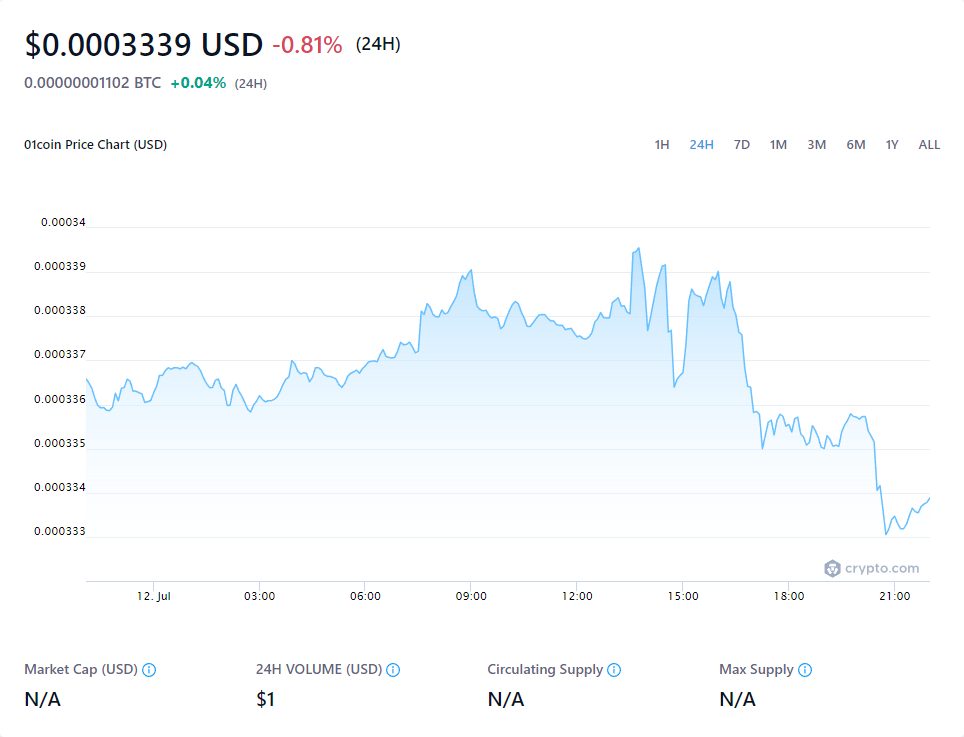 $0.0003339 USD -0.81% (24H)
0.00000001102 BTC +0.04% (24H)
01coin Price Chart (USD) 1H 24H 7D 1M 3M 6M 1Y ALL
0.00034
0.000339
0.000338
0.000337
0.000336
0.000335
0.000334
0.000333
crypto.com
12. Jul 03:00 06:00 09:00 12:00 15:00 18:00 21:00
Market Cap (USD) 24H VOLUME (USD) Circulating Supply Max Supply
N/A $1 N/A N/A